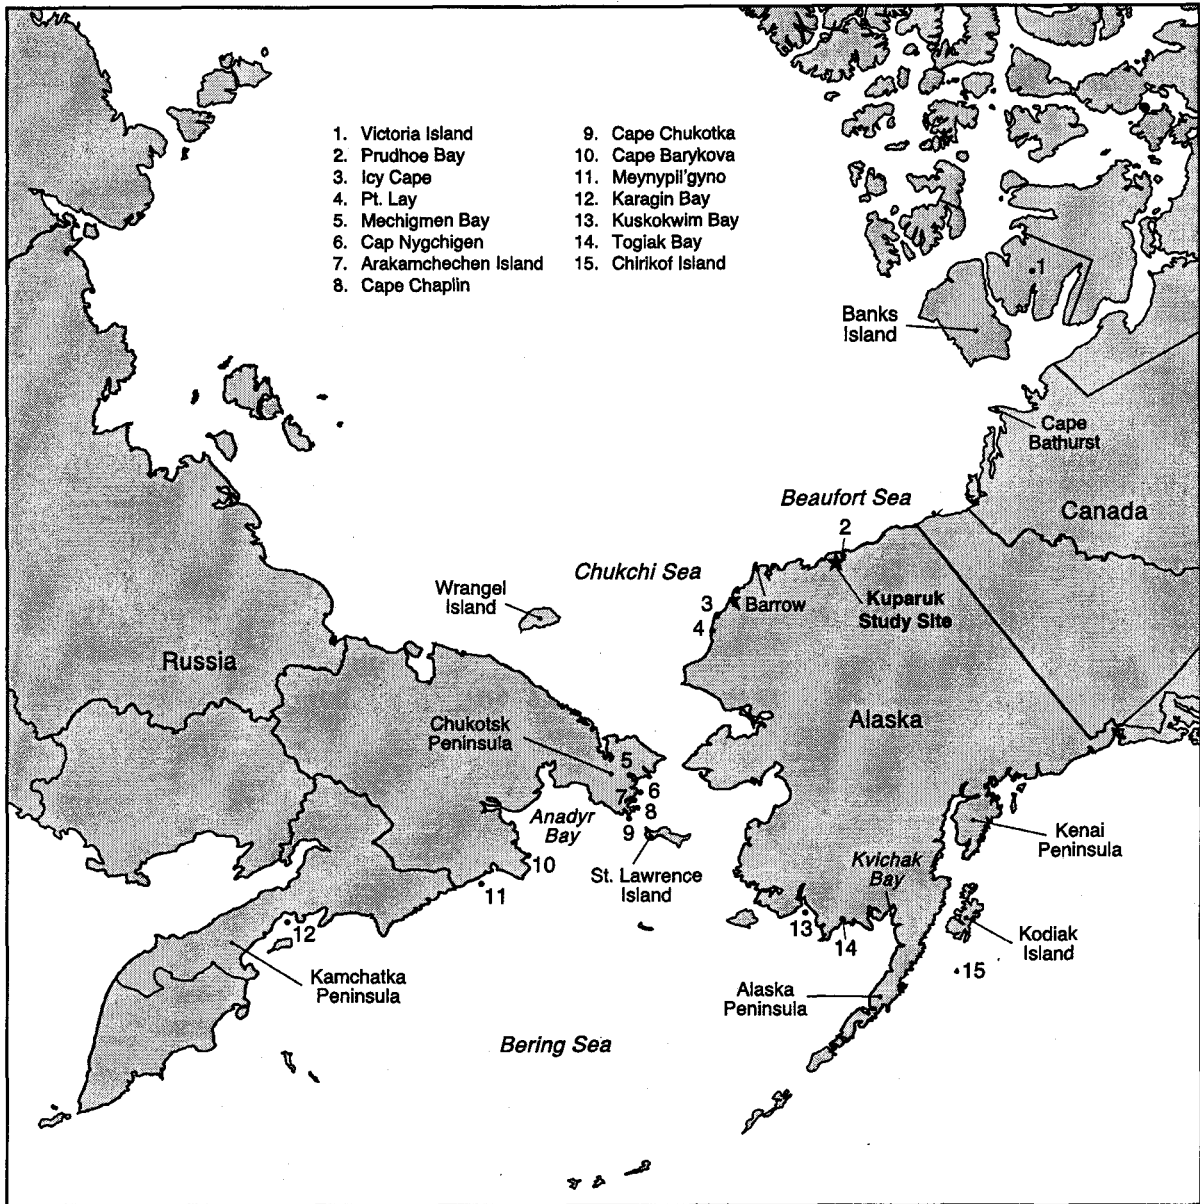 1. Victoria Island
2. Prudhoe Bay
3. Icy Cape
4. Pt. Lay
5. Mechigmen Bay
6. Cap Nygchigen
7. Arakamchechen Island
8. Cape Chaplin
9. Cape Chukotka
10. Cape Barykova
11. Meynypil'gyno
12. Karagin Bay
13. Kuskokwim Bay
14. Togiak Bay
15. Chirikof Island
1
Banks
Island
Cape
Bathurst
Beaufort Sea
Canada
2
Chukchi Sea
Wrangel
Island
3
Barrow
Kuparuk
Study Site
4
Russia
Alaska
Chukotsk
Peninsula
5
6
7
8
9
Anadyr
Bay
10
St. Lawrence
Island
11
Kvichak
Bay
Kenai
Peninsula
12
13
14
Kodiak
Island
15
Kamchatka
Peninsula
Alaska
Peninsula
Bering Sea